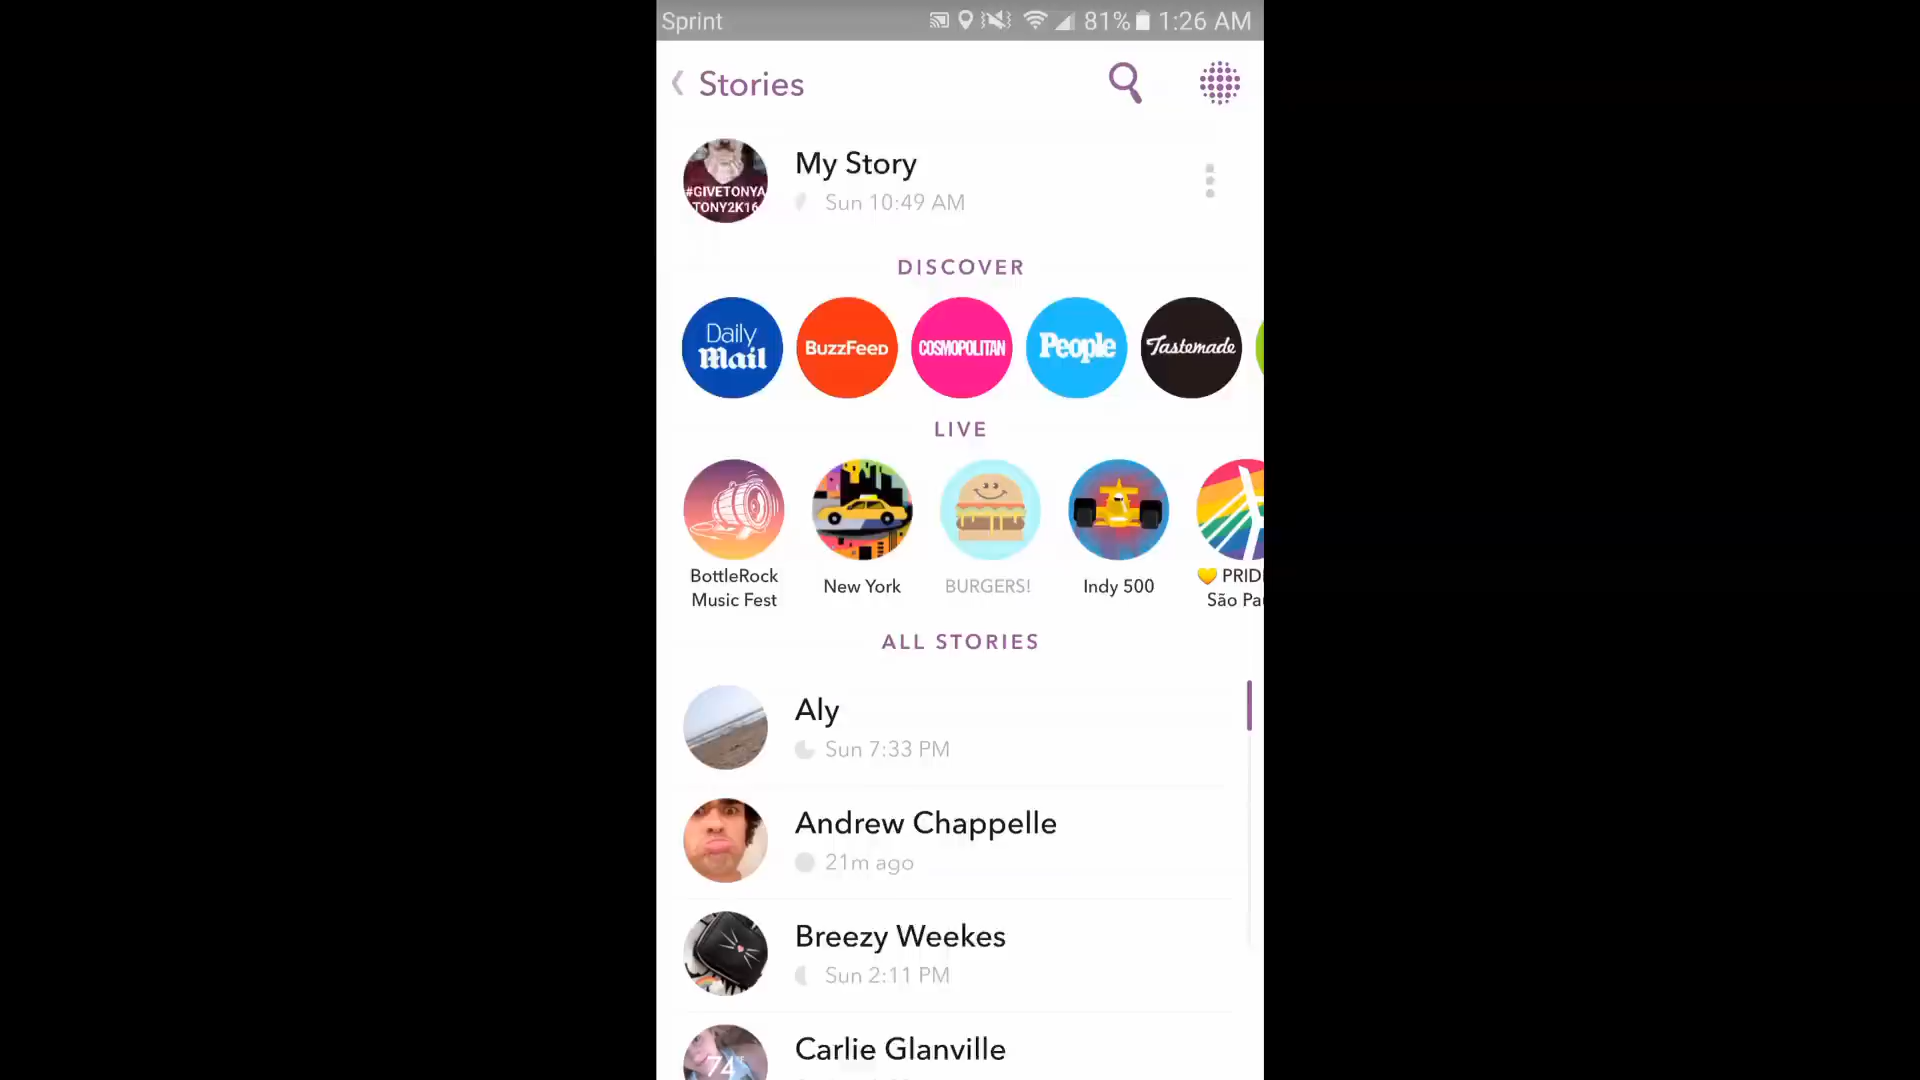 Sprint 81% 1:26 AM
Stories
My Story
#GIVETONYA
TONY2K16
Sun 10:49 AM
DISCOVER
Daily
Mail
BuzzFeed
COSMOPOLITAN
People
Tastemade
LIVE
BottleRock
Music Fest
New York
BURGERS!
Indy 500
PRID
São Pa
ALL STORIES
Aly
Sun 7:33 PM
Andrew Chappelle
21m ago
Breezy Weekes
Sun 2:11 PM
Carlie Glanville
74°